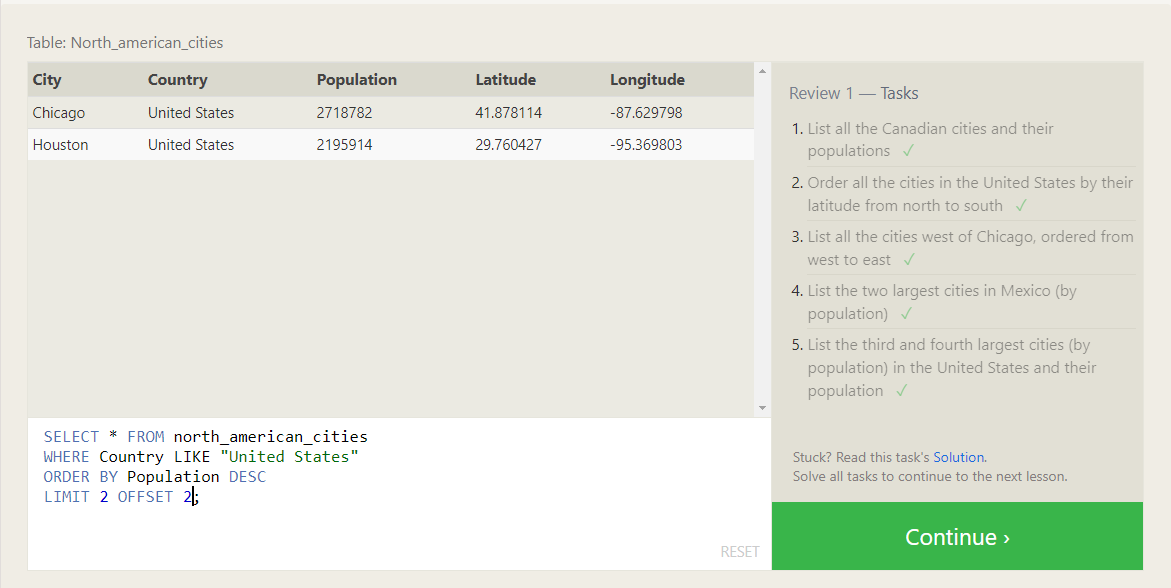 Table: North_american_cities
City Country Population Latitude Longitude
Chicago United States 2718782 41.878114 -87.629798
Houston United States 2195914 29.760427 -95.369803
SELECT * FROM north_american_cities
WHERE Country LIKE "United States"
ORDER BY Population DESC
LIMIT 2 OFFSET 2;
RESET
Review 1 — Tasks
1. List all the Canadian cities and their
populations ✓
2. Order all the cities in the United States by their
latitude from north to south ✓
3. List all the cities west of Chicago, ordered from
west to east ✓
4. List the two largest cities in Mexico (by
population) ✓
5. List the third and fourth largest cities (by
population) in the United States and their
population ✓
Stuck? Read this task's Solution.
Solve all tasks to continue to the next lesson.
Continue ›